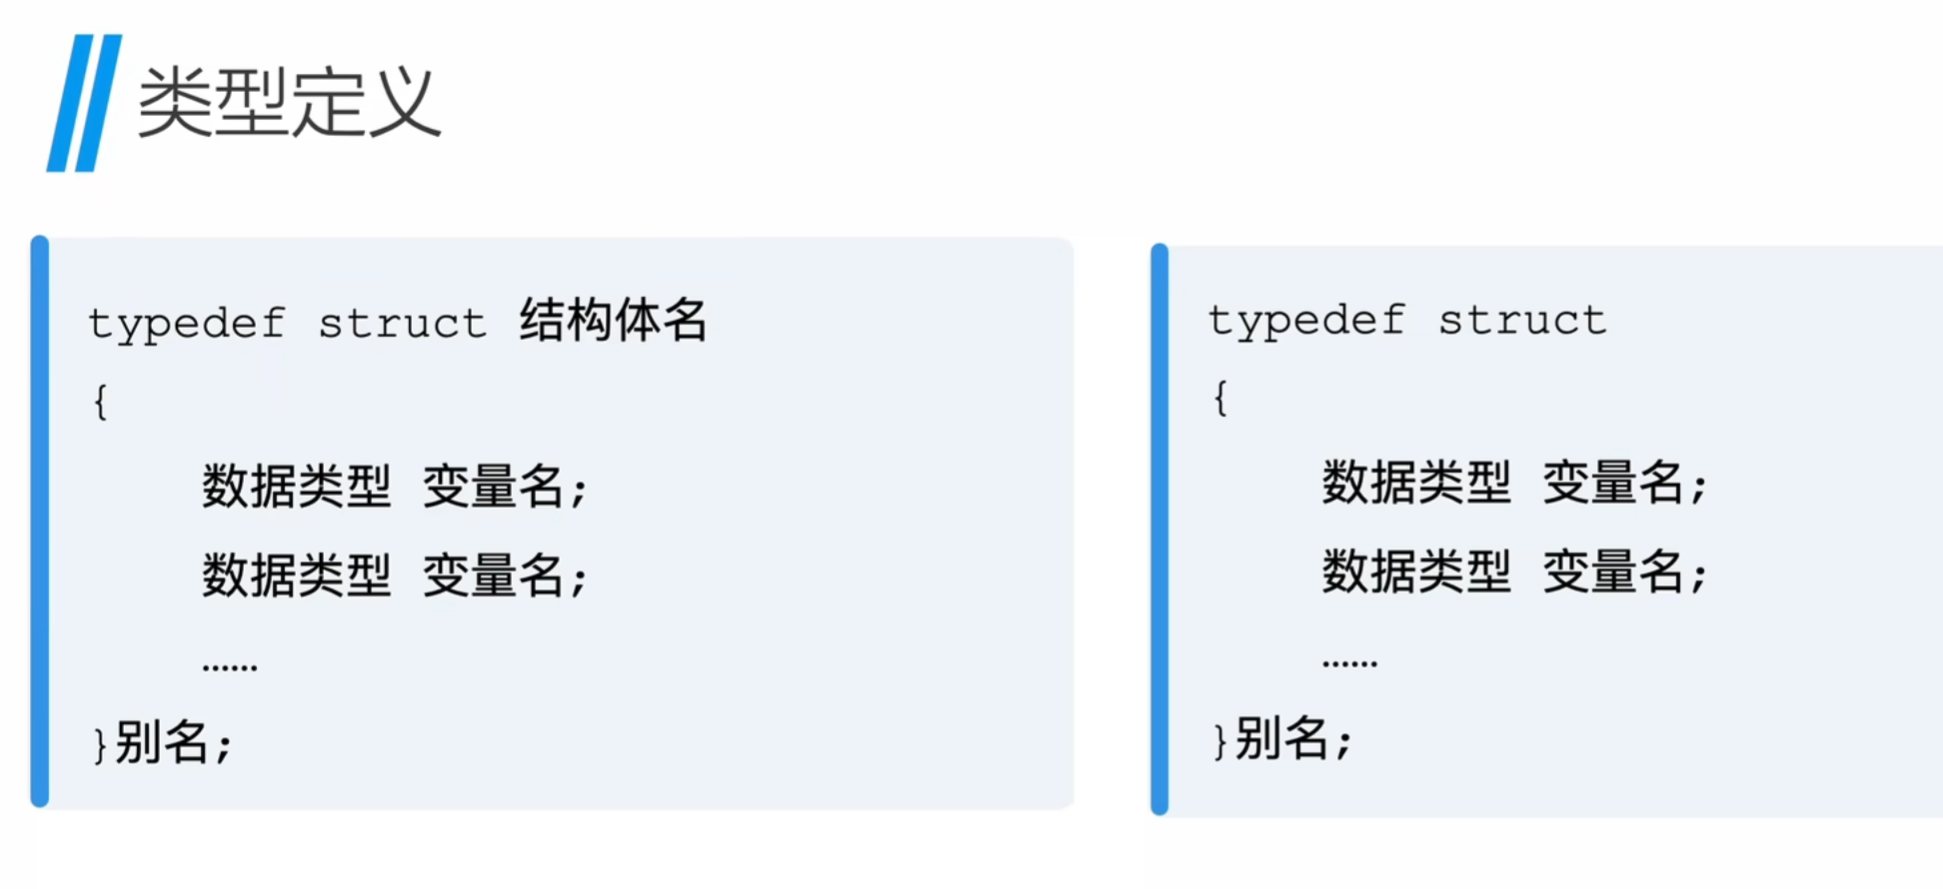 类型定义
typedef struct 结构体名
{
数据类型 变量名;
数据类型 变量名;
……
}别名;
typedef struct
{
数据类型 变量名;
数据类型 变量名;
……
}别名;